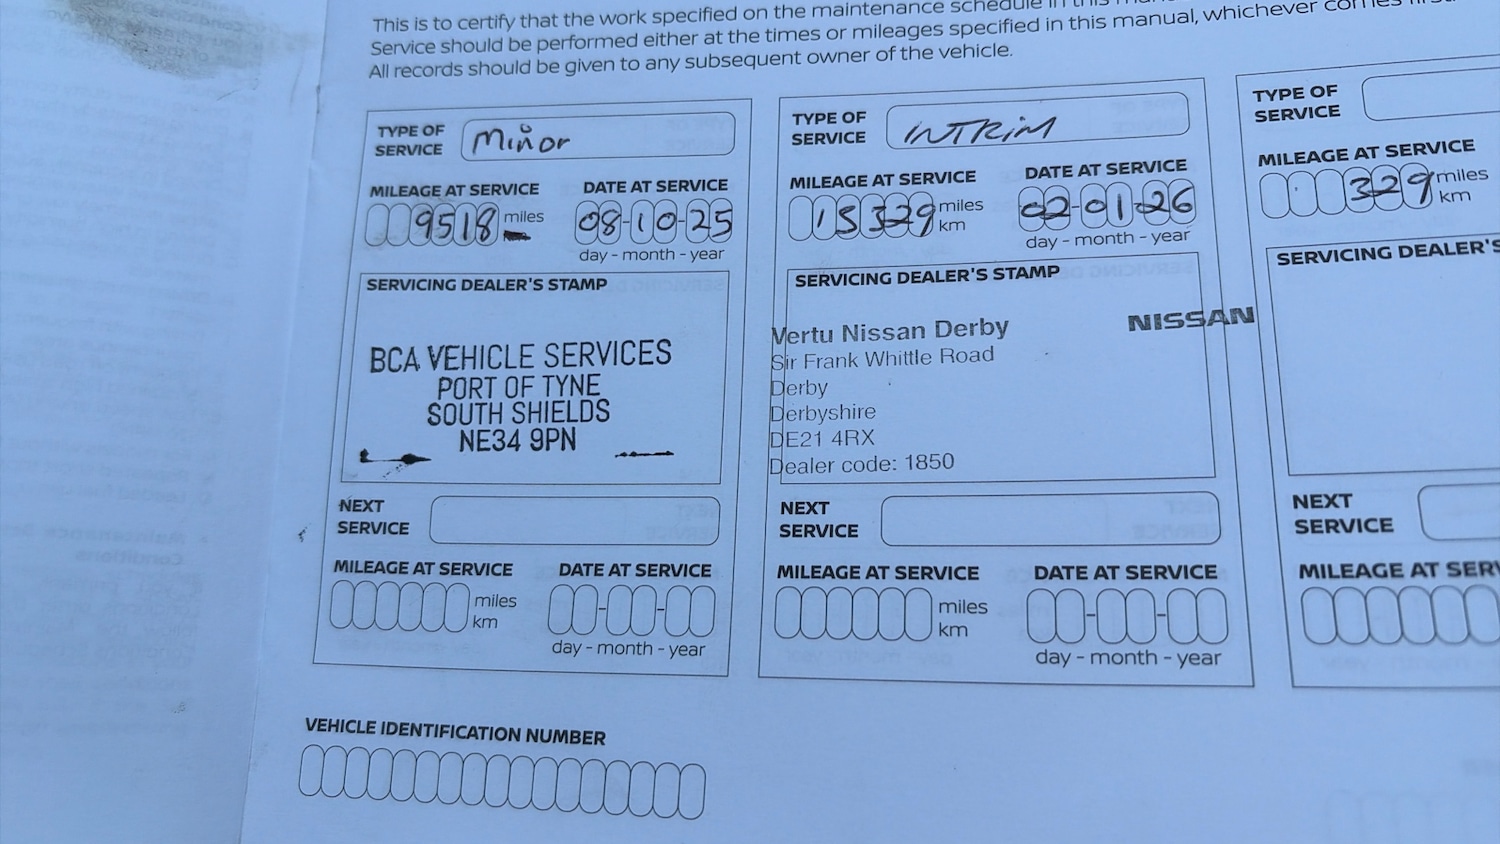 This is to certify that the work specified on the maintenance schedule in this
Service should be performed either at the times or mileages specified in this manual, whichever comes first.
All records should be given to any subsequent owner of the vehicle.
TYPE OF
SERVICE
Minor
MILEAGE AT SERVICE
DATE AT SERVICE
9518 miles
08-10-25
day - month - year
SERVICING DEALER'S STAMP
BCA VEHICLE SERVICES
PORT OF TYNE
SOUTH SHIELDS
NE34 9PN
NEXT
SERVICE
MILEAGE AT SERVICE
DATE AT SERVICE
miles
km
day - month - year
TYPE OF
SERVICE
INTRiM
MILEAGE AT SERVICE
DATE AT SERVICE
15329 miles
km
02-01-26
day - month - year
SERVICING DEALER'S STAMP
NISSAN
Vertu Nissan Derby
Sir Frank Whittle Road
Derby
Derbyshire
DE21 4RX
Dealer code: 1850
NEXT
SERVICE
MILEAGE AT SERVICE
DATE AT SERVICE
miles
km
day - month - year
TYPE OF
SERVICE
MILEAGE AT SERVICE
329 miles
km
SERVICING DEALER'S
NEXT
SERVICE
MILEAGE AT SERV
VEHICLE IDENTIFICATION NUMBER